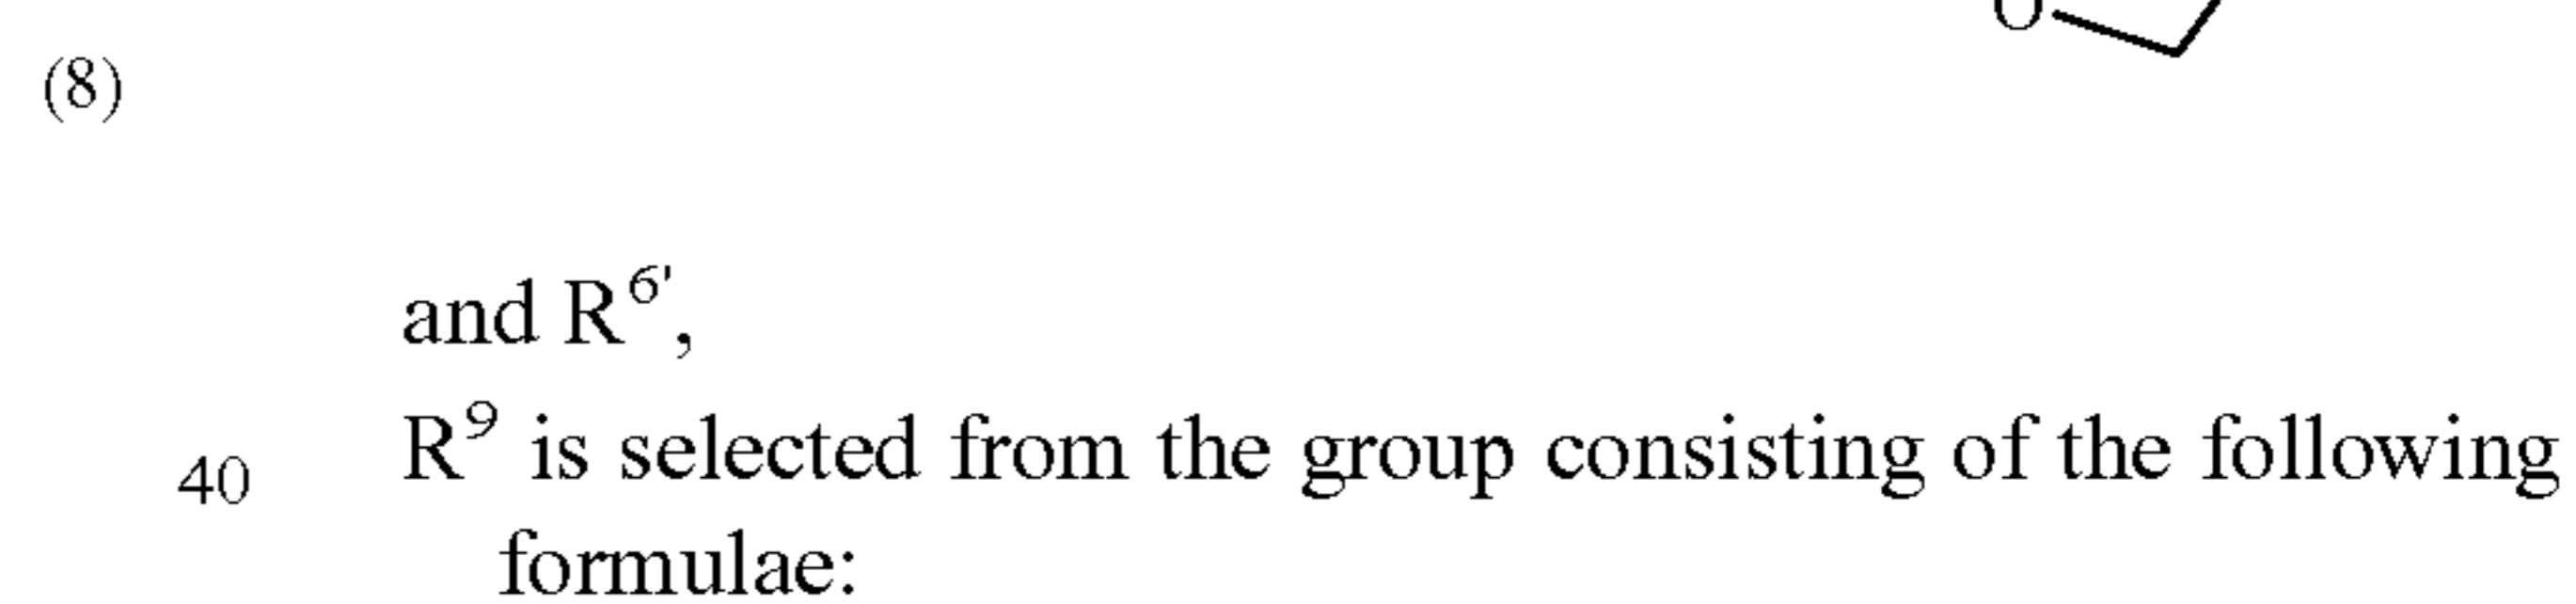 O
(8)
and R⁶',
R⁹ is selected from the group consisting of the following
40
formulae: